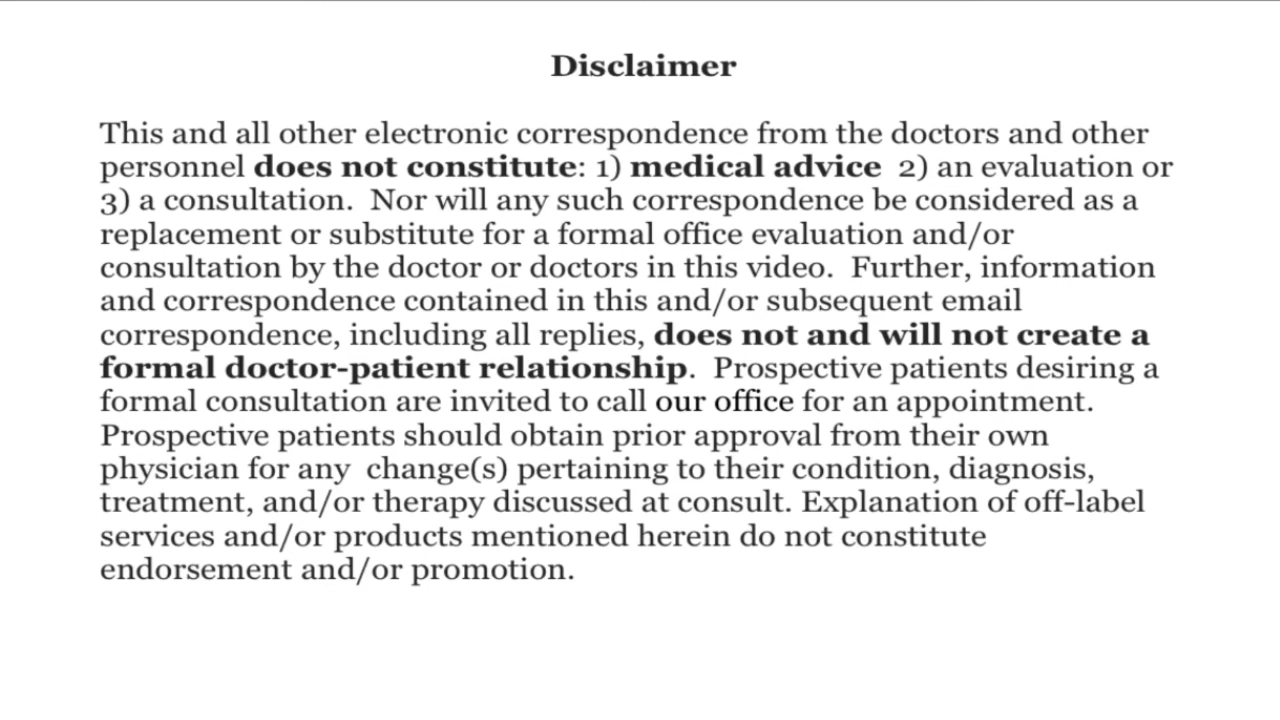 Disclaimer
This and all other electronic correspondence from the doctors and other
personnel does not constitute: 1) medical advice  2) an evaluation or
3) a consultation.  Nor will any such correspondence be considered as a
replacement or substitute for a formal office evaluation and/or
consultation by the doctor or doctors in this video.  Further, information
and correspondence contained in this and/or subsequent email
correspondence, including all replies, does not and will not create a
formal doctor-patient relationship.  Prospective patients desiring a
formal consultation are invited to call our office for an appointment.
Prospective patients should obtain prior approval from their own
physician for any  change(s) pertaining to their condition, diagnosis,
treatment, and/or therapy discussed at consult. Explanation of off-label
services and/or products mentioned herein do not constitute
endorsement and/or promotion.